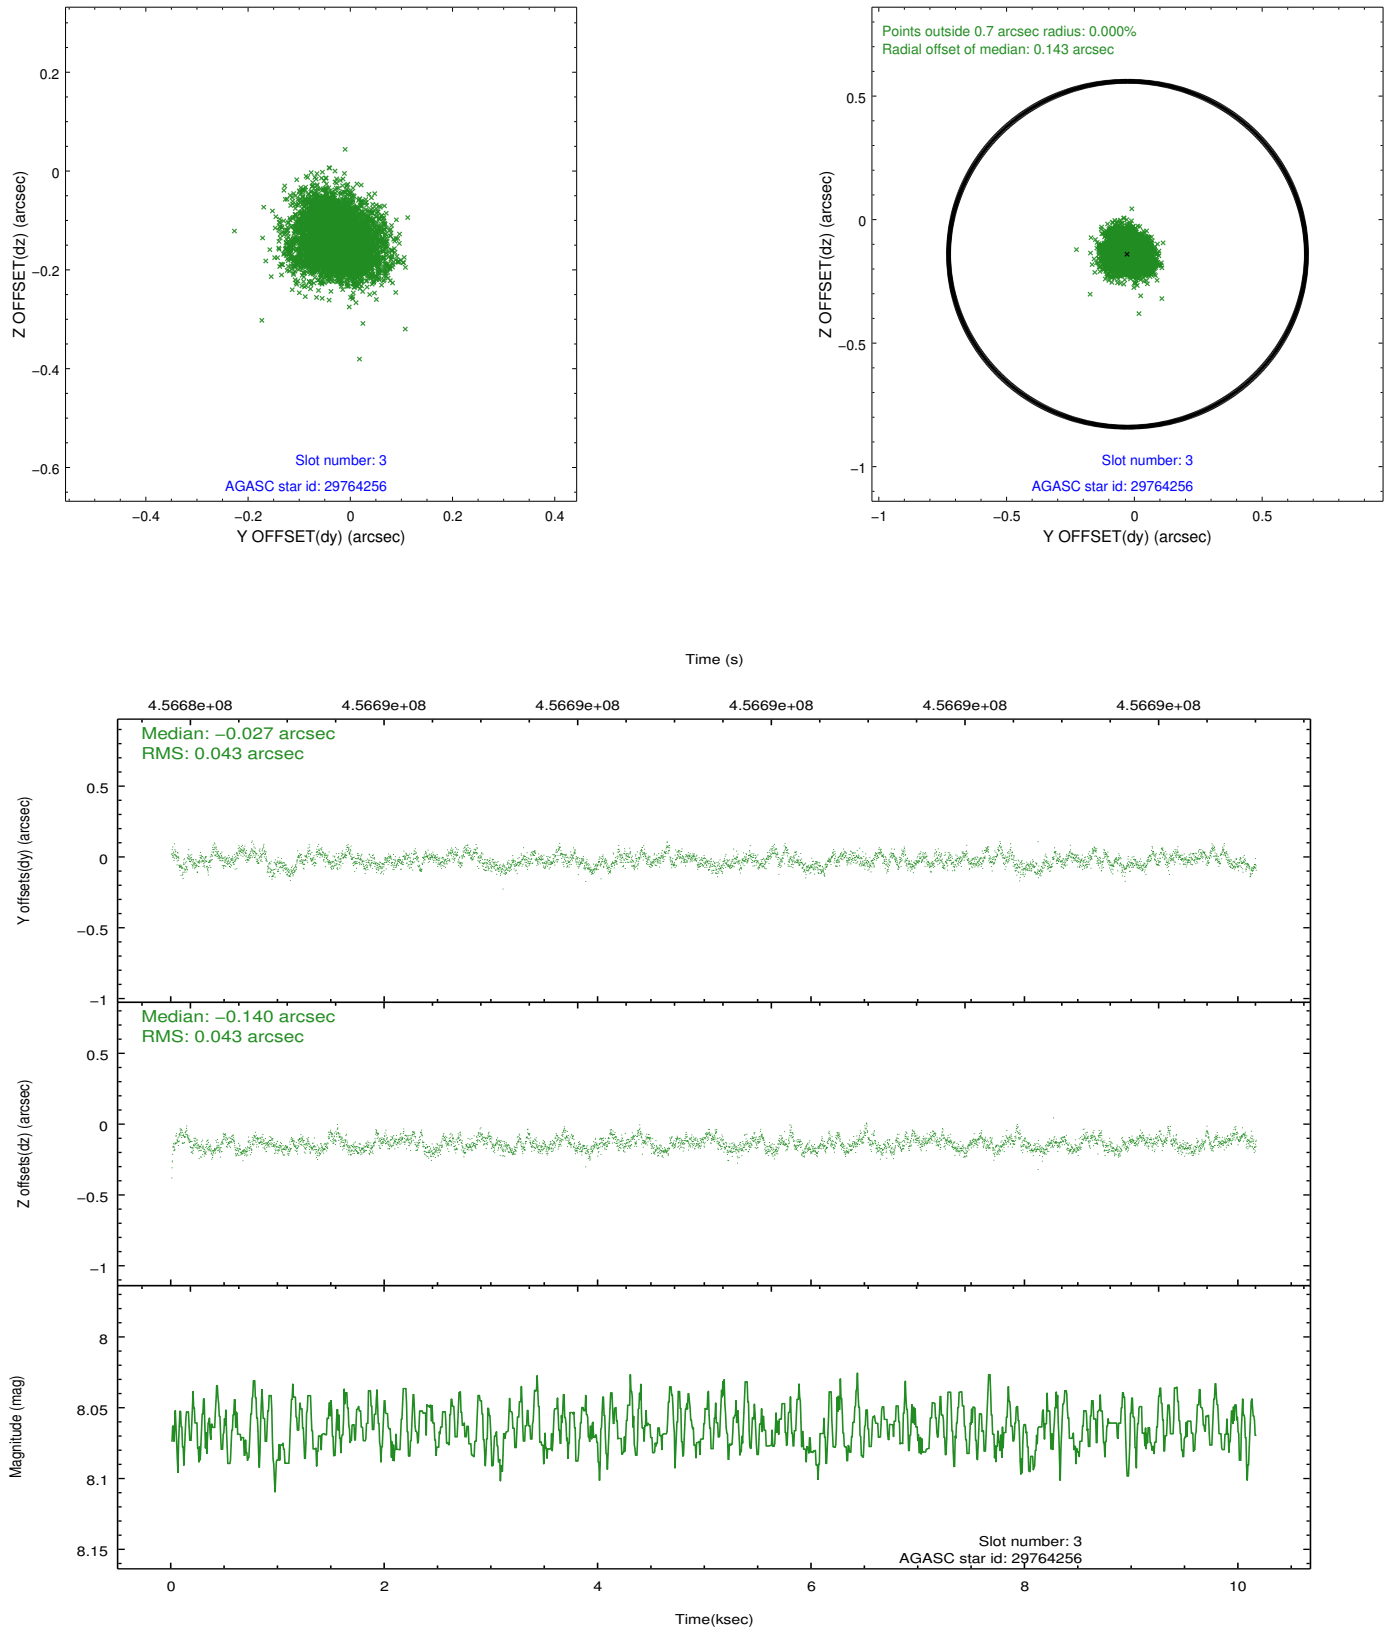 0.2
0
−0.2
−0.4
−0.6
Z OFFSET(dz) (arcsec)
Slot number: 3
AGASC star id: 29764256
−0.4
−0.2
0
0.2
0.4
Y OFFSET(dy) (arcsec)
Points outside 0.7 arcsec radius: 0.000%
Radial offset of median: 0.143 arcsec
0.5
0
−0.5
−1
Z OFFSET(dz) (arcsec)
Slot number: 3
AGASC star id: 29764256
−1
−0.5
0
0.5
Y OFFSET(dy) (arcsec)
Time (s)
4.5668e+08
4.5669e+08
4.5669e+08
4.5669e+08
4.5669e+08
4.5669e+08
Median: −0.027 arcsec
RMS: 0.043 arcsec
0.5
0
−0.5
−1
Y offsets(dy) (arcsec)
Median: −0.140 arcsec
RMS: 0.043 arcsec
0.5
0
−0.5
−1
Z offsets(dz) (arcsec)
8
8.05
8.1
8.15
Magnitude (mag)
Slot number: 3
AGASC star id: 29764256
0
2
4
6
8
10
Time(ksec)